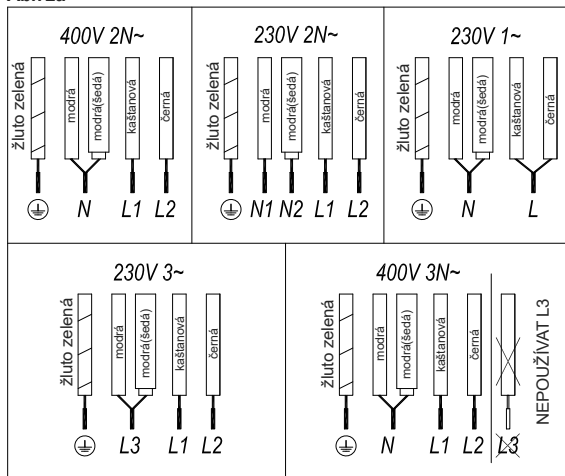 400V 2N~
žluto zelená
modrá
modrá(šedá)
kaštanová
černá
N L1 L2
230V 2N~
žluto zelená
modrá
modrá(šedá)
kaštanová
černá
N1 N2 L1 L2
230V 1~
žluto zelená
modrá
modrá(šedá)
kaštanová
černá
N L
230V 3~
žluto zelená
modrá
modrá(šedá)
kaštanová
černá
L3 L1 L2
400V 3N~
žluto zelená
modrá
modrá(šedá)
kaštanová
černá
N L1 L2 L3
NEPOUŽÍVAT L3